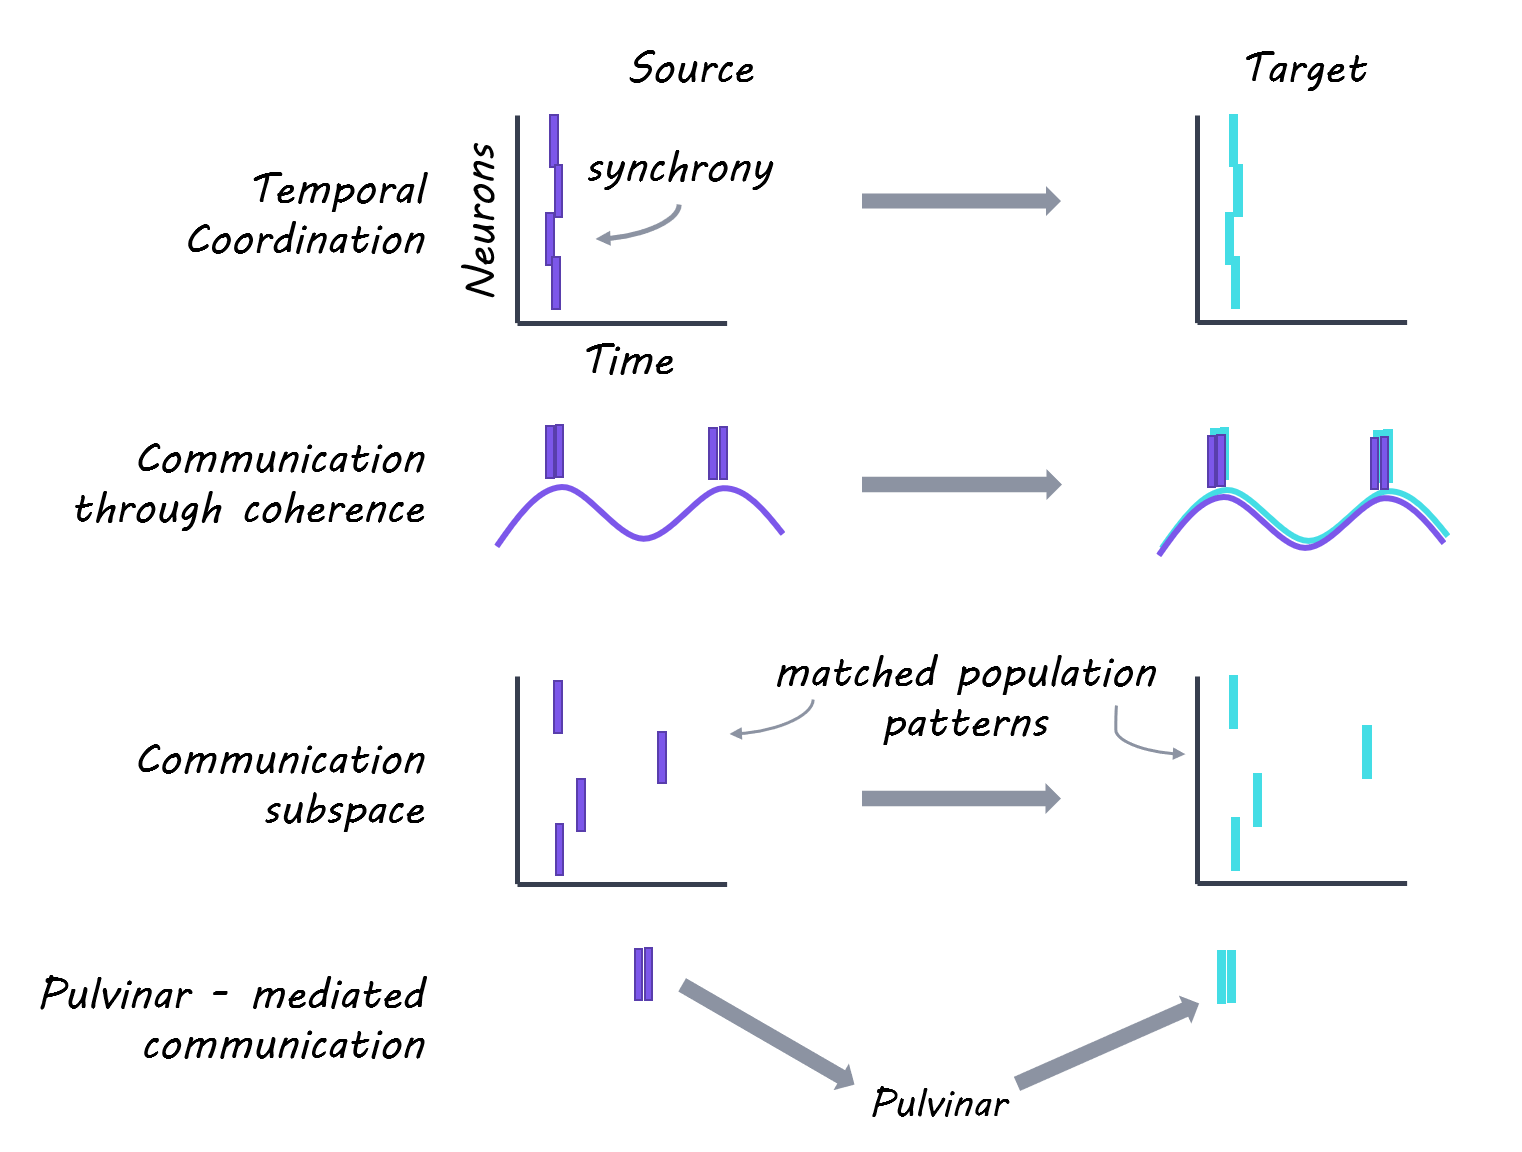 Source
Target
Neurons
synchrony
Temporal
Coordination
Time
Communication
through coherence
matched population
patterns
Communication
subspace
Pulvinar - mediated
communication
Pulvinar